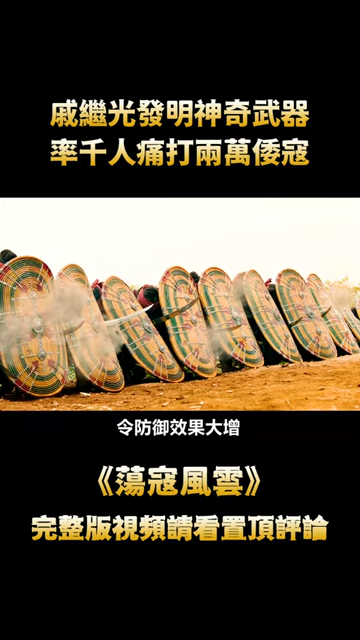 戚繼光發明神奇武器
率千人痛打兩萬倭寇
令防御效果大增
《蕩寇風雲》
完整版視頻請看置頂評論